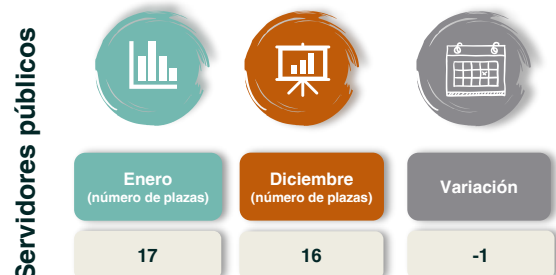 Servidores públicos
Enero
(número de plazas)
Diciembre
(número de plazas)
Variación
17
16
-1